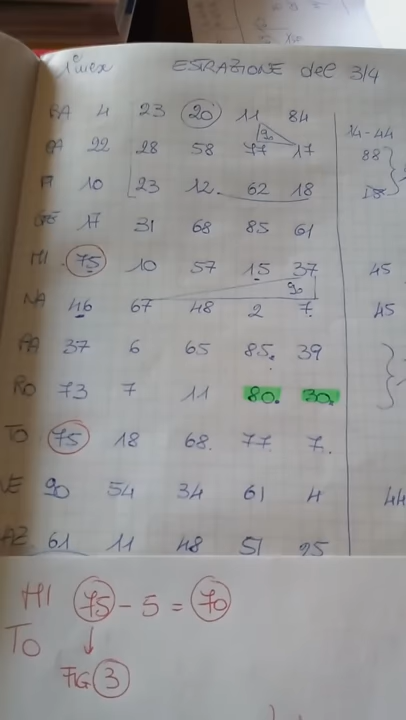 1° mex ESTRAZIONE del 3/4
BA 4 23 20 11 84
90 14-44
CA 22 28 58 77 17 88
FI 10 23 12. 62 18
GE 17 31 68 85 61
MI. 75 10 57 15 37 45
90
NA 46 67 48 2 7. 45
PA 37 6 65 85. 39
RO 73 7 11 80. 30.
TO. 75 18 68. 77. 7.
VE 90 54 34 61 4 44
AZ. 61 11 48 51 25
MI 75 - 5 = 70
TO ↓
FIG 3